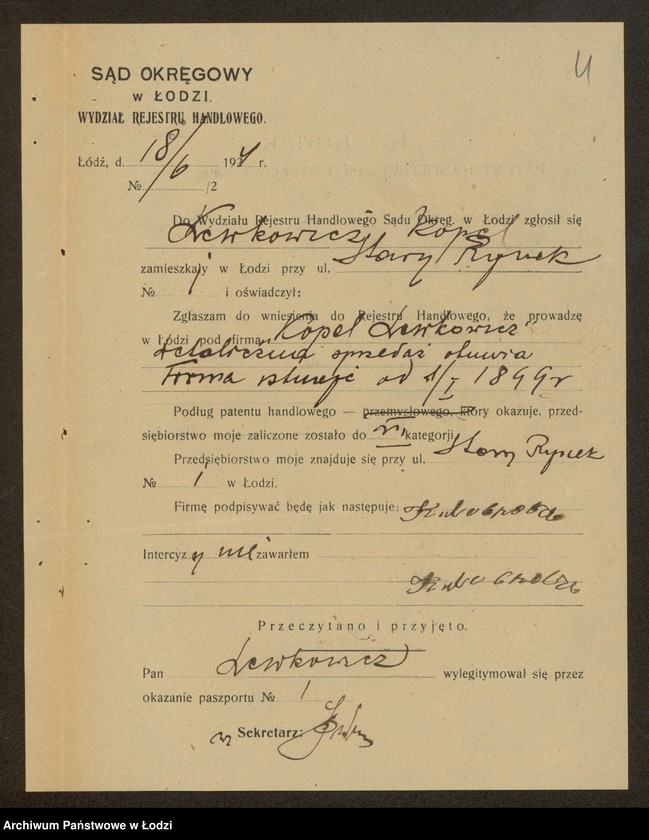 4
SĄD OKRĘGOWY
w ŁODZI.
WYDZIAŁ REJESTRU HANDLOWEGO.
Łódź, d. 18/6 192 r.
№ /2
Do Wydziału Rejestru Handlowego Sądu Okręg. w Łodzi zgłosił się
Lewkowicz Kopel
zamieszkały w Łodzi przy ul. Stary Rynek
№ 1 i oświadczył:
Zgłaszam do wniesienia do Rejestru Handlowego, że prowadzę
w Łódzi pod firmą „Kopel Lewkowicz"
detaliczną sprzedaż obuwia
Firma istnieje od 1/I 1899 r
Podług patentu handlowego — przemysłowego, który okazuje, przed-
siębiorstwo moje zaliczone zostało do kategorji
Przedsiębiorstwo moje znajduje się przy ul. Stary Rynek
№ 1 w Łodzi.
Firmę podpisywać będę jak następuje:
Intercyzy nie zawarłem
Przeczytano i przyjęto.
Pan Lewkowicz wylegitymował się przez
okazanie paszportu № 1
w Sekretarz:
Archiwum Państwowe w Łodzi